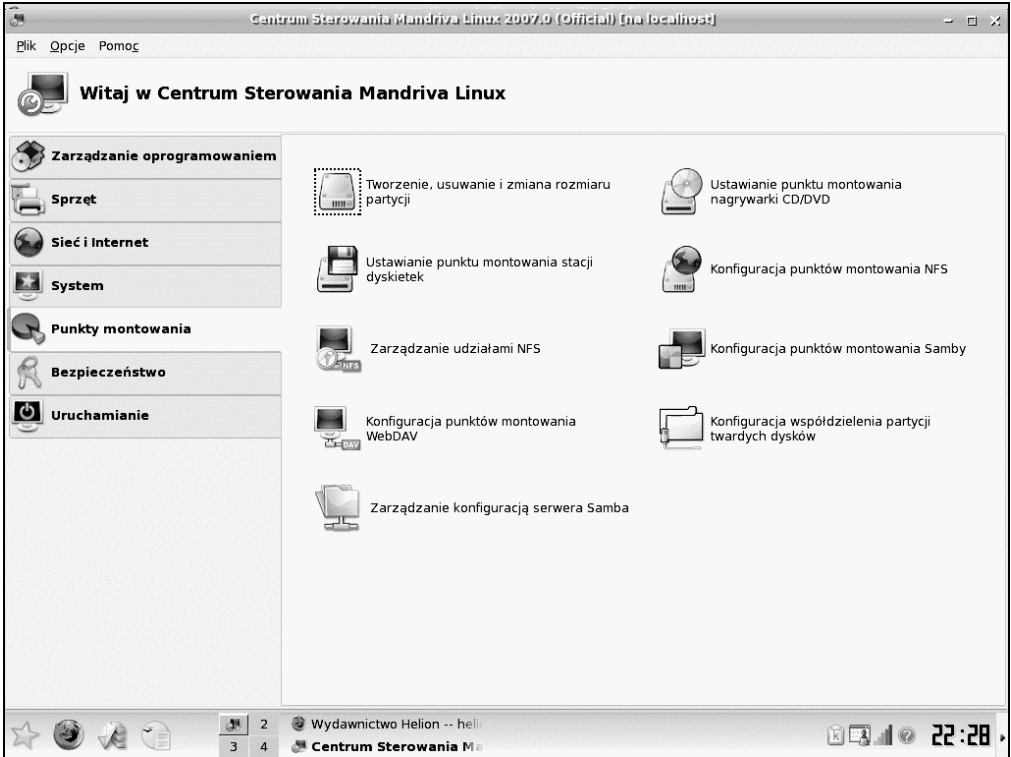 Centrum Sterowania Mandriva Linux 2007.0 (Official) [na localhost]
Plik Opcje Pomoc
Witaj w Centrum Sterowania Mandriva Linux
Zarządzanie oprogramowaniem
Sprzęt
Sieć i Internet
System
Punkty montowania
Bezpieczeństwo
Uruchamianie
Tworzenie, usuwanie i zmiana rozmiaru
partycji
Ustawianie punktu montowania
nagrywarki CD/DVD
Ustawianie punktu montowania stacji
dyskietek
Konfiguracja punktów montowania NFS
NFS
Zarządzanie udziałami NFS
Konfiguracja punktów montowania Samby
DAV
Konfiguracja punktów montowania
WebDAV
Konfiguracja współdzielenia partycji
twardych dysków
Zarządzanie konfiguracją serwera Samba
2
3 4
Wydawnictwo Helion -- heli
Centrum Sterowania Ma
22:28